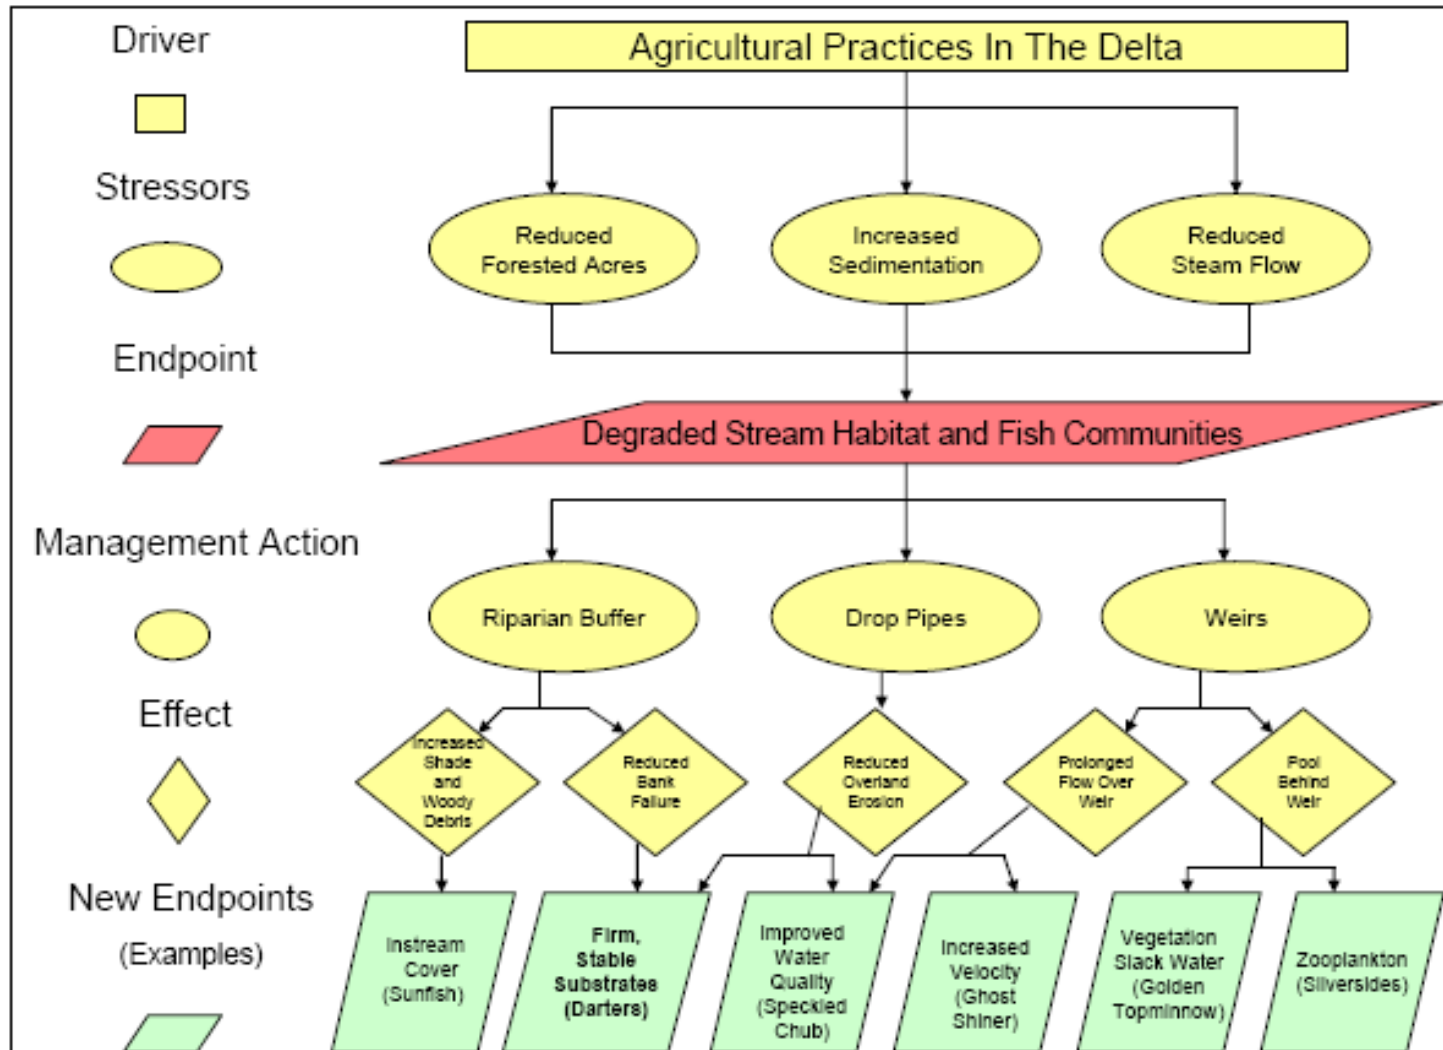 Driver
Agricultural Practices In The Delta
Stressors
Reduced
Forested Acres
Increased
Sedimentation
Reduced
Steam Flow
Endpoint
Degraded Stream Habitat and Fish Communities
Management Action
Riparian Buffer
Drop Pipes
Weirs
Effect
Increased
Shade
and
Woody
Debris
Reduced
Bank
Failure
Reduced
Overland
Erosion
Prolonged
Flow Over
Weir
Pool
Behind
Weir
New Endpoints
(Examples)
Instream
Cover
(Sunfish)
Firm,
Stable
Substrates
(Darters)
Improved
Water
Quality
(Speckled
Chub)
Increased
Velocity
(Ghost
Shiner)
Vegetation
Slack Water
(Golden
Topminnow)
Zooplankton
(Silversides)